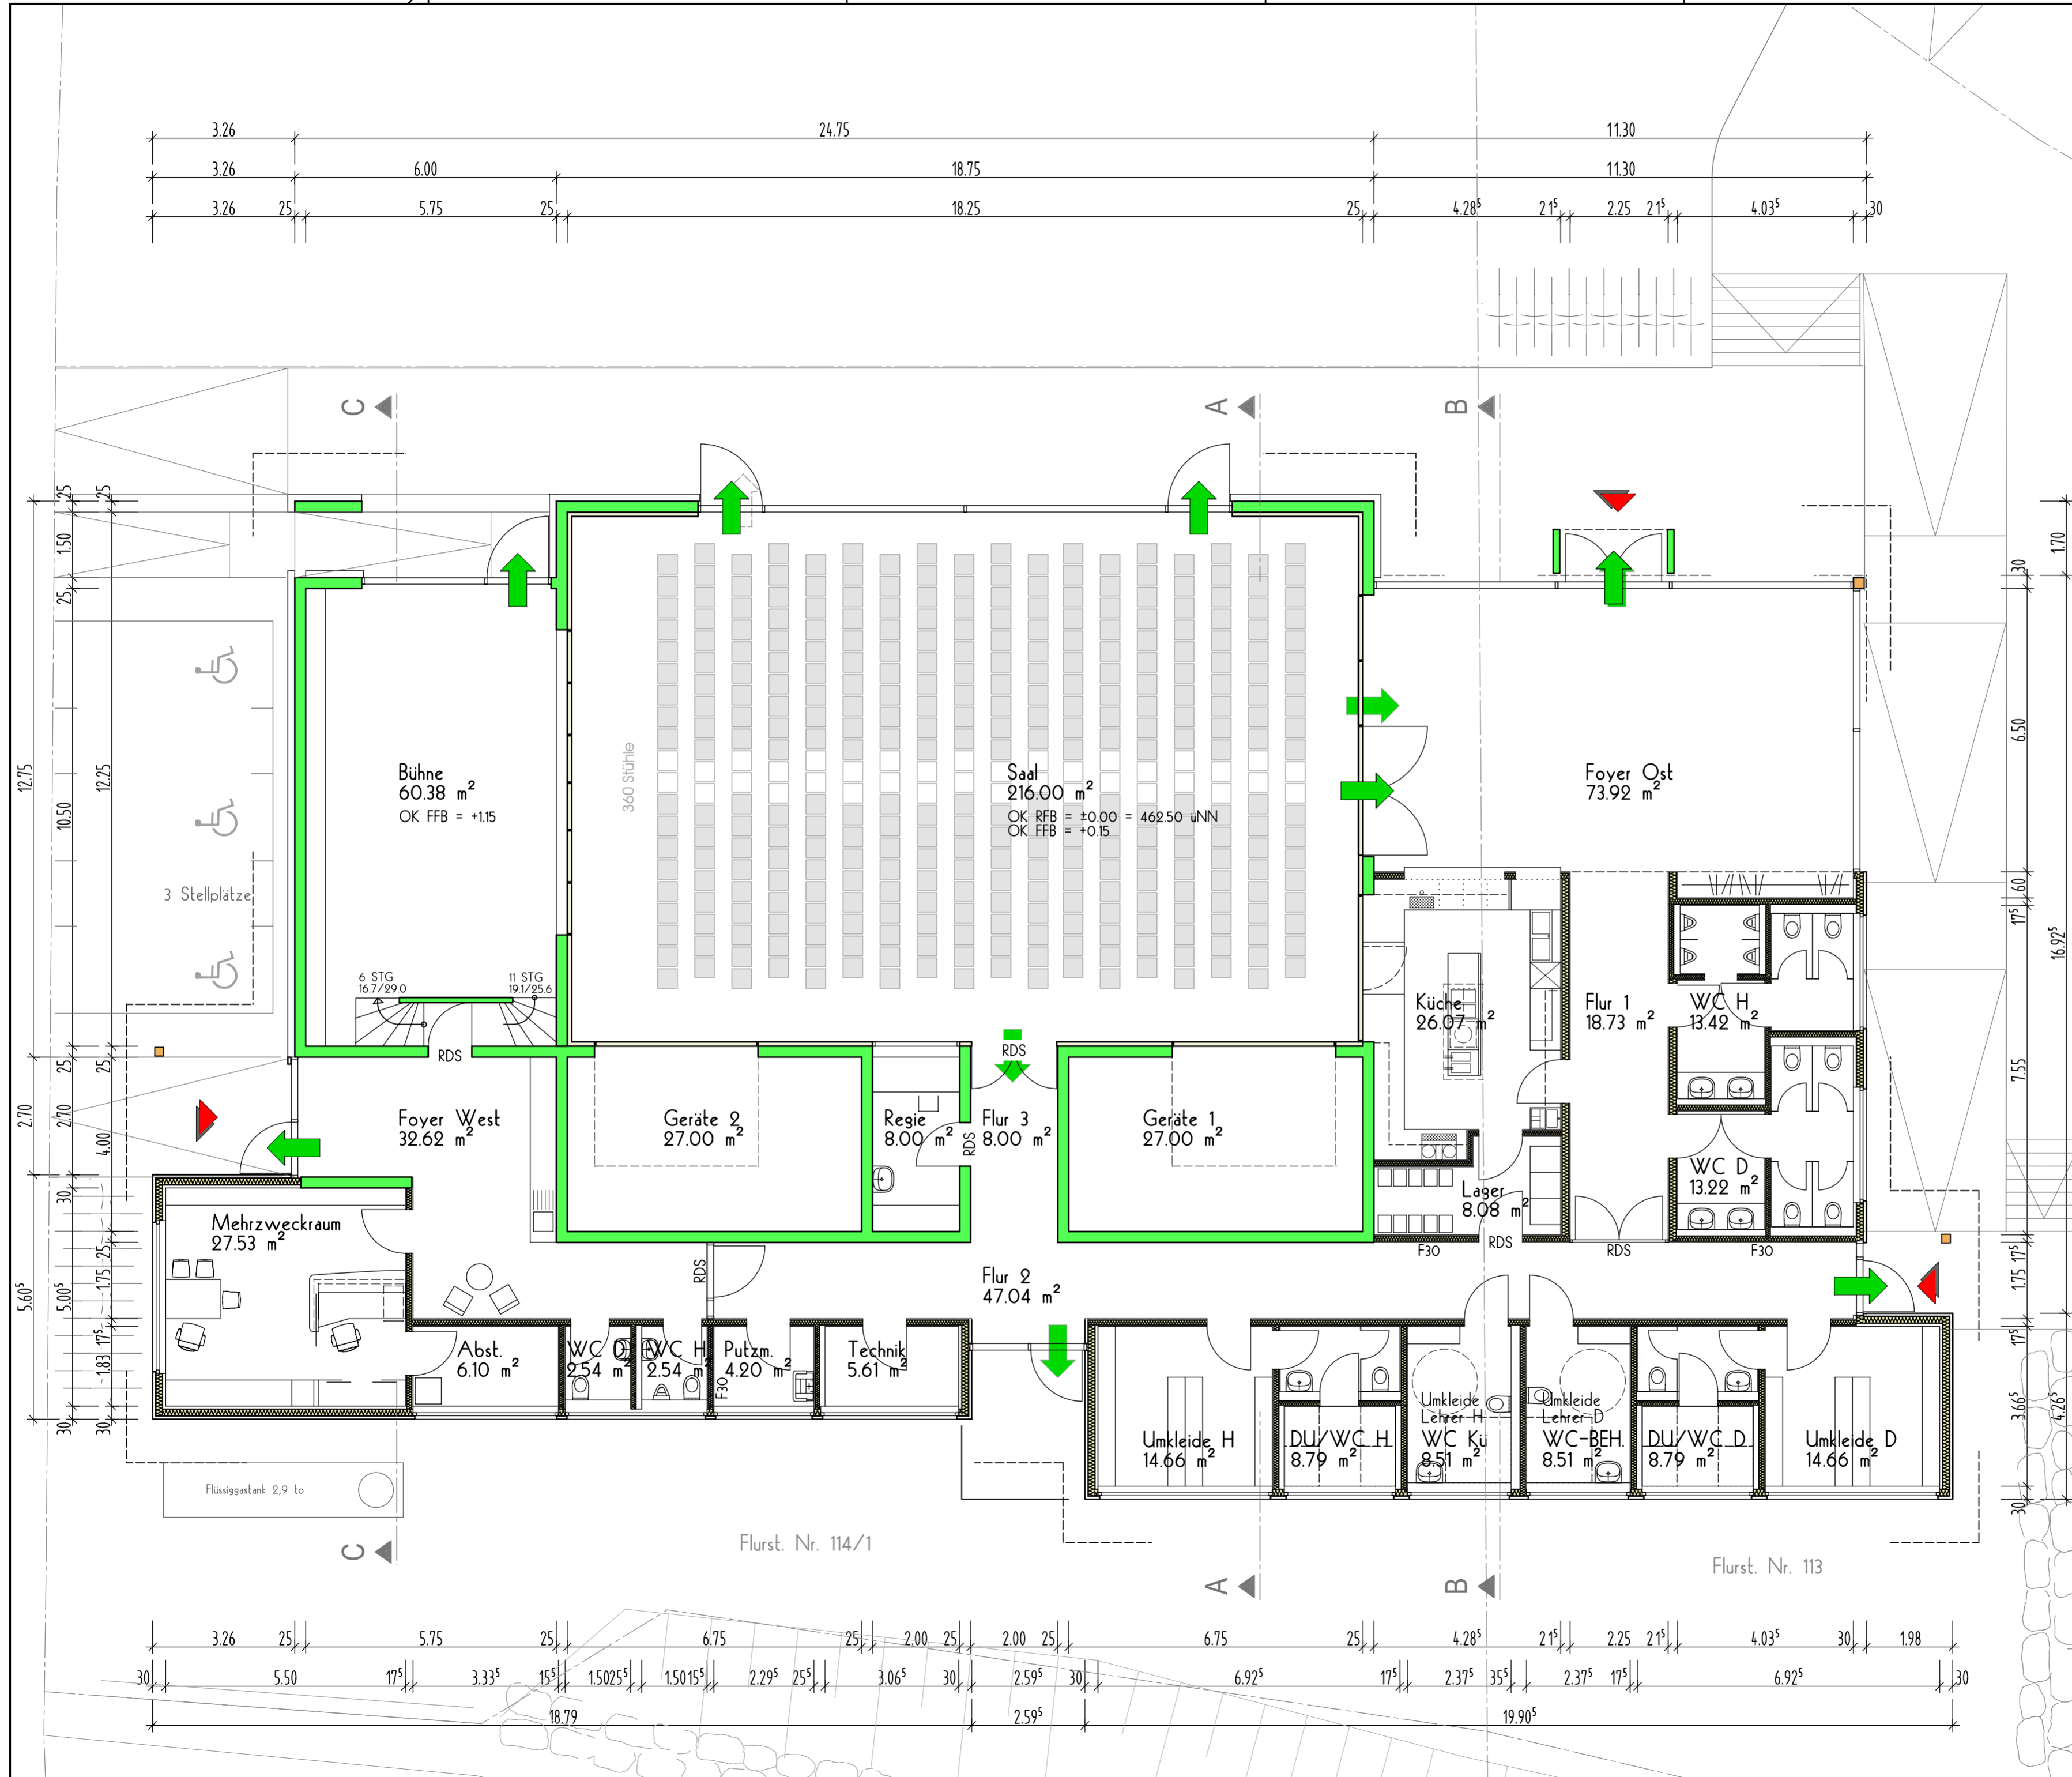 3.26 24.75 11.30
3.26 6.00 18.75 11.30
3.26 25 5.75 25 18.25 25 4.28⁵ 21⁵ 2.25 21⁵ 4.03⁵ 30
C A B
25 25
1.50
25
12.75 10.50 12.25
25 25
2.70 2.70 4.00
30
25
5.60⁵ 5.00⁵ 1.75
17⁵
1.83
30 30
1.70
30
6.50
60
17⁵
16.92⁵
7.55
17⁵
1.75
17⁵
3.66⁵ 4.26⁵
30
3 Stellplätze
Bühne
60.38 m²
OK FFB = +1.15
6 STG
16.7/29.0
11 STG
19.1/25.6
RDS
360 Stühle
Saal
216.00 m²
OK RFB = ±0.00 = 462.50 üNN
OK FFB = +0.15
Foyer Ost
73.92 m²
Küche
26.07 m²
Flur 1
18.73 m²
WC H
13.42 m²
WC D
13.22 m²
Lager
8.08 m²
RDS
Foyer West
32.62 m²
Geräte 2
27.00 m²
Regie
8.00 m²
RDS
Flur 3
8.00 m²
Geräte 1
27.00 m²
F30
RDS
RDS
F30
Mehrzweckraum
27.53 m²
RDS
Flur 2
47.04 m²
Abst.
6.10 m²
WC D
2.54 m²
WC H
2.54 m²
F30
Putzm.
4.20 m²
Technik
5.61 m²
Umkleide H
14.66 m²
DU/WC H
8.79 m²
Umkleide
Lehrer H
WC Kü
8.51 m²
Umkleide
Lehrer D
WC-BEH.
8.51 m²
DU/WC D
8.79 m²
Umkleide D
14.66 m²
Flüssiggastank 2,9 to
C
Flurst. Nr. 114/1
A B
Flurst. Nr. 113
3.26 25 5.75 25 6.75 25 2.00 25 2.00 25 6.75 25 4.28⁵ 21⁵ 2.25 21⁵ 4.03⁵ 30 1.98
30 5.50 17⁵ 3.33⁵ 15⁵ 1.50 25⁵ 1.50 15⁵ 2.29⁵ 25⁵ 3.06⁵ 30 2.59⁵ 30 6.92⁵ 17⁵ 2.37⁵ 35⁵ 2.37⁵ 17⁵ 6.92⁵ 30
18.79 2.59⁵ 19.90⁵